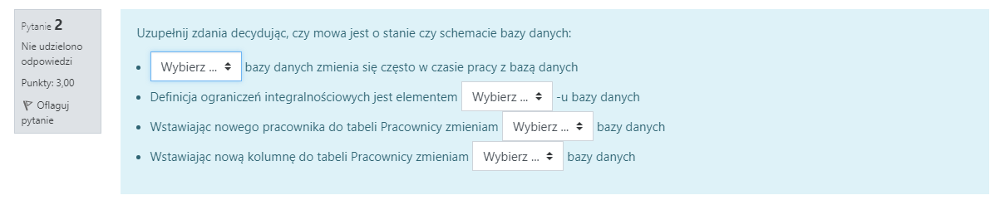 Pytanie 2
Nie udzielono
odpowiedzi
Punkty: 3,00
Oflaguj
pytanie
Uzupełnij zdania decydując, czy mowa jest o stanie czy schemacie bazy danych:
Wybierz ... bazy danych zmienia się często w czasie pracy z bazą danych
Definicja ograniczeń integralnościowych jest elementem Wybierz ... -u bazy danych
Wstawiając nowego pracownika do tabeli Pracownicy zmieniam Wybierz ... bazy danych
Wstawiając nową kolumnę do tabeli Pracownicy zmieniam Wybierz ... bazy danych